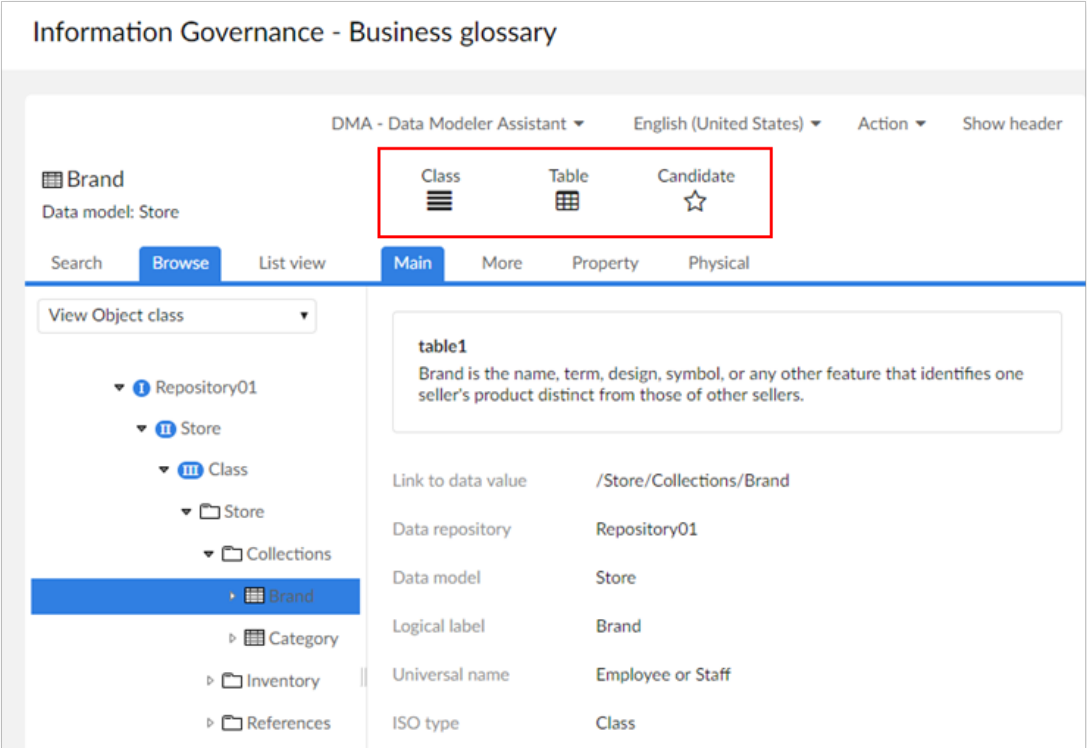 Information Governance - Business glossary
DMA - Data Modeler Assistant
English (United States)
Action
Show header
Brand
Data model: Store
Class
Table
Candidate
Search
Browse
List view
Main
More
Property
Physical
View Object class
I Repository01
II Store
III Class
Store
Collections
Brand
Category
Inventory
References
table1
Brand is the name, term, design, symbol, or any other feature that identifies one
seller's product distinct from those of other sellers.
Link to data value /Store/Collections/Brand
Data repository Repository01
Data model Store
Logical label Brand
Universal name Employee or Staff
ISO type Class